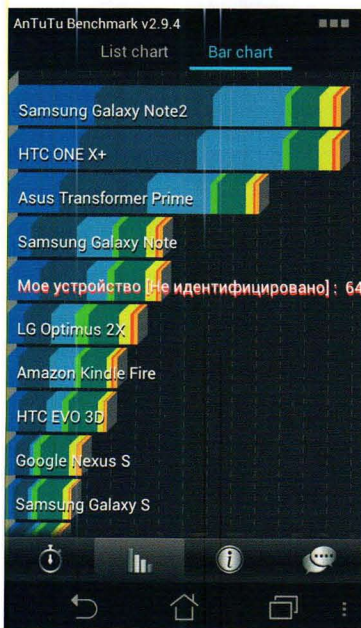 AnTuTu Benchmark v2.9.4
List chart Bar chart
Samsung Galaxy Note2
HTC ONE X+
Asus Transformer Prime
Samsung Galaxy Note
Мое устройство [Не идентифицировано] : 64
LG Optimus 2X
Amazon Kindle Fire
HTC EVO 3D
Google Nexus S
Samsung Galaxy S